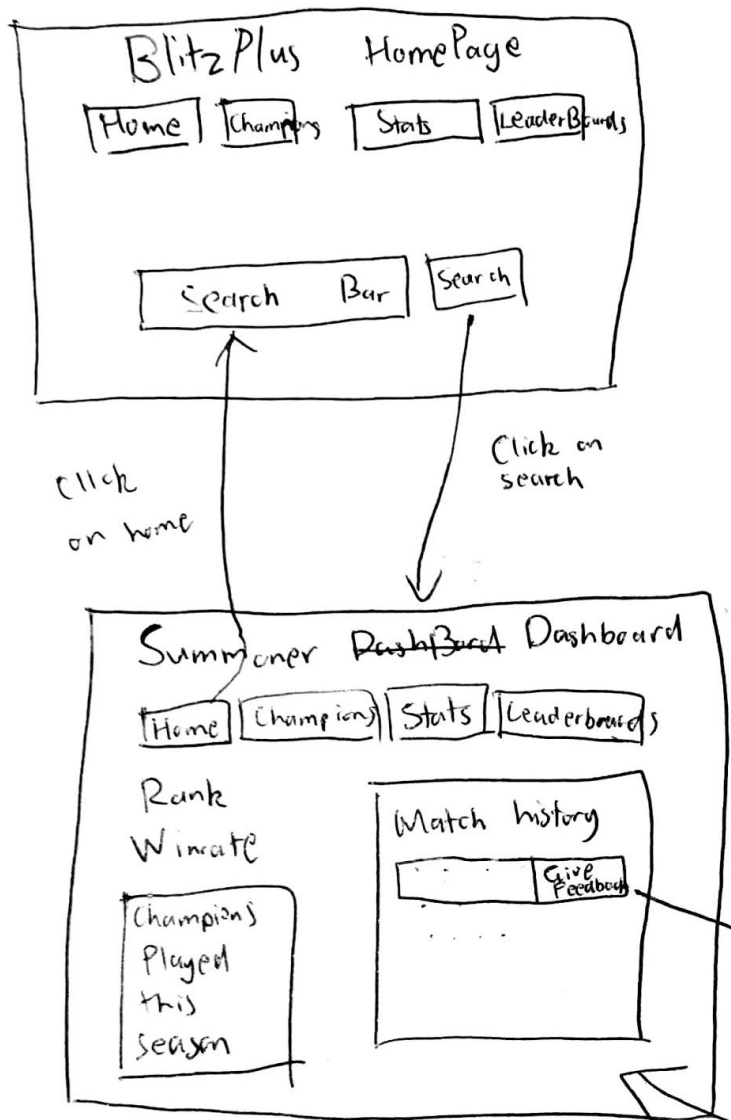 BlitzPlus HomePage
Home Champions Stats LeaderBoards
Search Bar Search
Click on home
Click on search
Summoner DashBord Dashboard
Home Champions Stats Leaderboards
Rank
Winrate
Match history
Give Feedback
Champions
Played
this
season